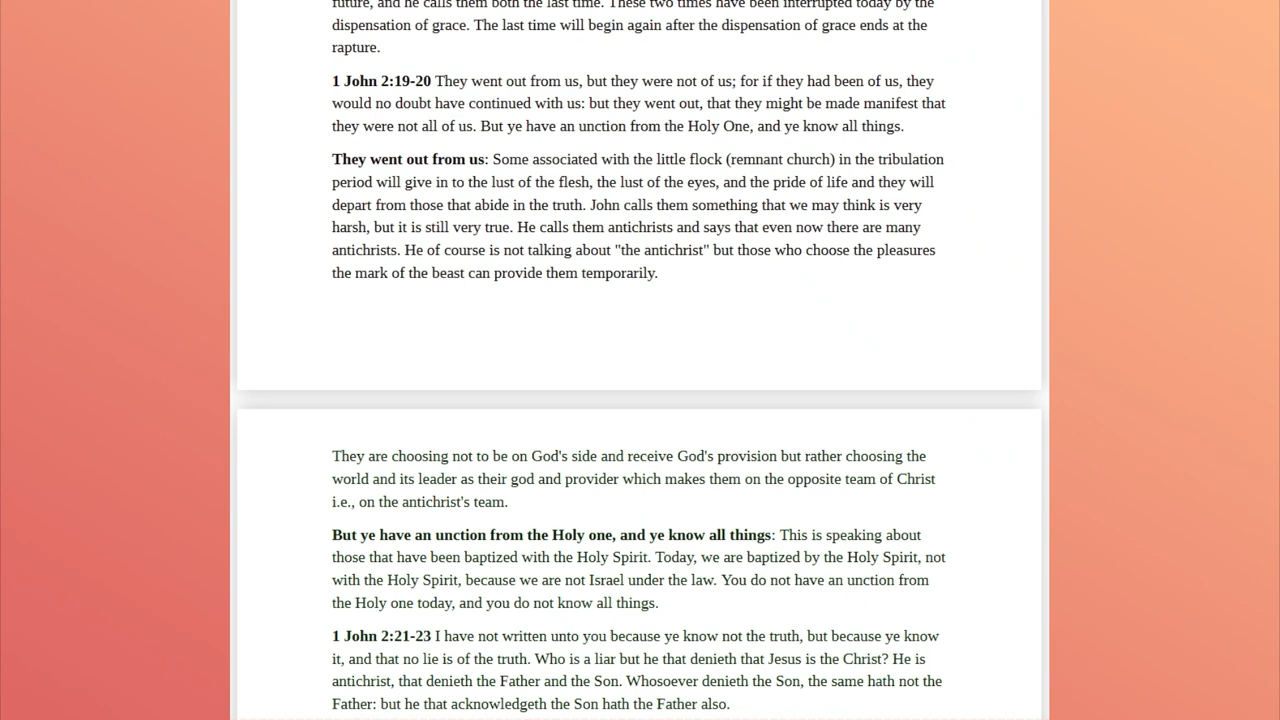 future, and he calls them both the last time. These two times have been interrupted today by the
dispensation of grace. The last time will begin again after the dispensation of grace ends at the
rapture.
1 John 2:19-20 They went out from us, but they were not of us; for if they had been of us, they
would no doubt have continued with us: but they went out, that they might be made manifest that
they were not all of us. But ye have an unction from the Holy One, and ye know all things.
They went out from us: Some associated with the little flock (remnant church) in the tribulation
period will give in to the lust of the flesh, the lust of the eyes, and the pride of life and they will
depart from those that abide in the truth. John calls them something that we may think is very
harsh, but it is still very true. He calls them antichrists and says that even now there are many
antichrists. He of course is not talking about "the antichrist" but those who choose the pleasures
the mark of the beast can provide them temporarily.
They are choosing not to be on God's side and receive God's provision but rather choosing the
world and its leader as their god and provider which makes them on the opposite team of Christ
i.e., on the antichrist's team.
But ye have an unction from the Holy one, and ye know all things: This is speaking about
those that have been baptized with the Holy Spirit. Today, we are baptized by the Holy Spirit, not
with the Holy Spirit, because we are not Israel under the law. You do not have an unction from
the Holy one today, and you do not know all things.
1 John 2:21-23 I have not written unto you because ye know not the truth, but because ye know
it, and that no lie is of the truth. Who is a liar but he that denieth that Jesus is the Christ? He is
antichrist, that denieth the Father and the Son. Whosoever denieth the Son, the same hath not the
Father: but he that acknowledgeth the Son hath the Father also.